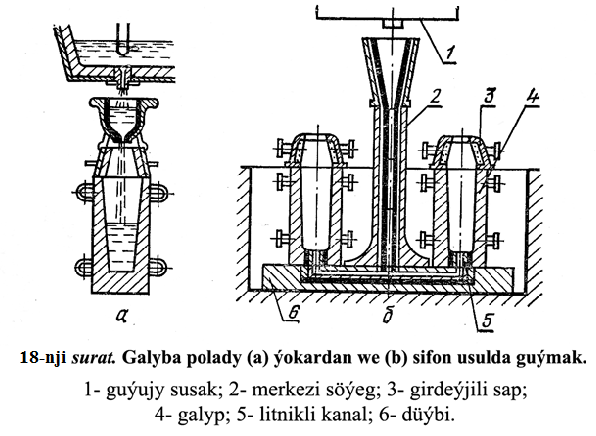 1
2
3
4
а
б
5
6
18-nji surat. Galyba polady (a) ýokardan we (b) sifon usulda guýmak.
1- guýujy susak; 2- merkezi söýeg; 3- girdeýjili sap;
4- galyp; 5- litnikli kanal; 6- düýbi.